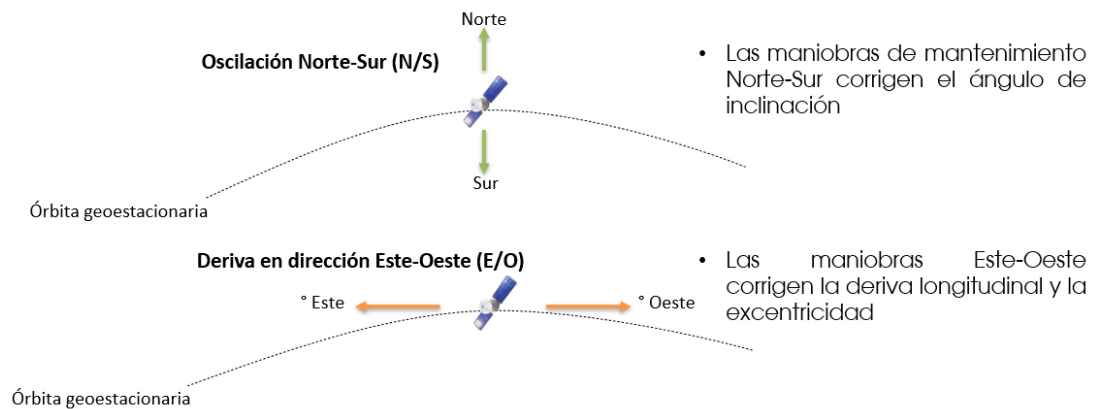 Norte
Oscilación Norte-Sur (N/S)
Sur
Órbita geoestacionaria
• Las maniobras de mantenimiento
Norte-Sur corrigen el ángulo de
inclinación
Deriva en dirección Este-Oeste (E/O)
° Este
° Oeste
Órbita geoestacionaria
• Las maniobras Este-Oeste
corrigen la deriva longitudinal y la
excentricidad